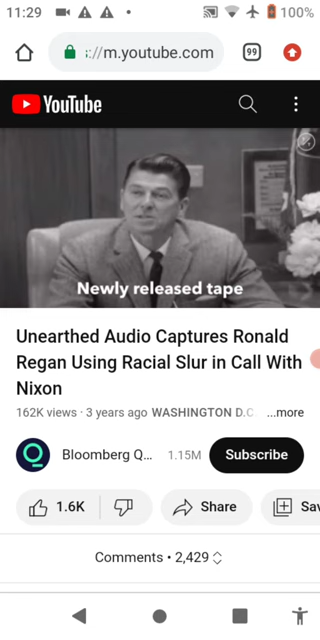 11:29
100%
://m.youtube.com
99
YouTube
Newly released tape
Unearthed Audio Captures Ronald
Regan Using Racial Slur in Call With
Nixon
162K views · 3 years ago WASHINGTON D.C. ...more
Bloomberg Q... 1.15M Subscribe
1.6K Share Sav
Comments • 2,429